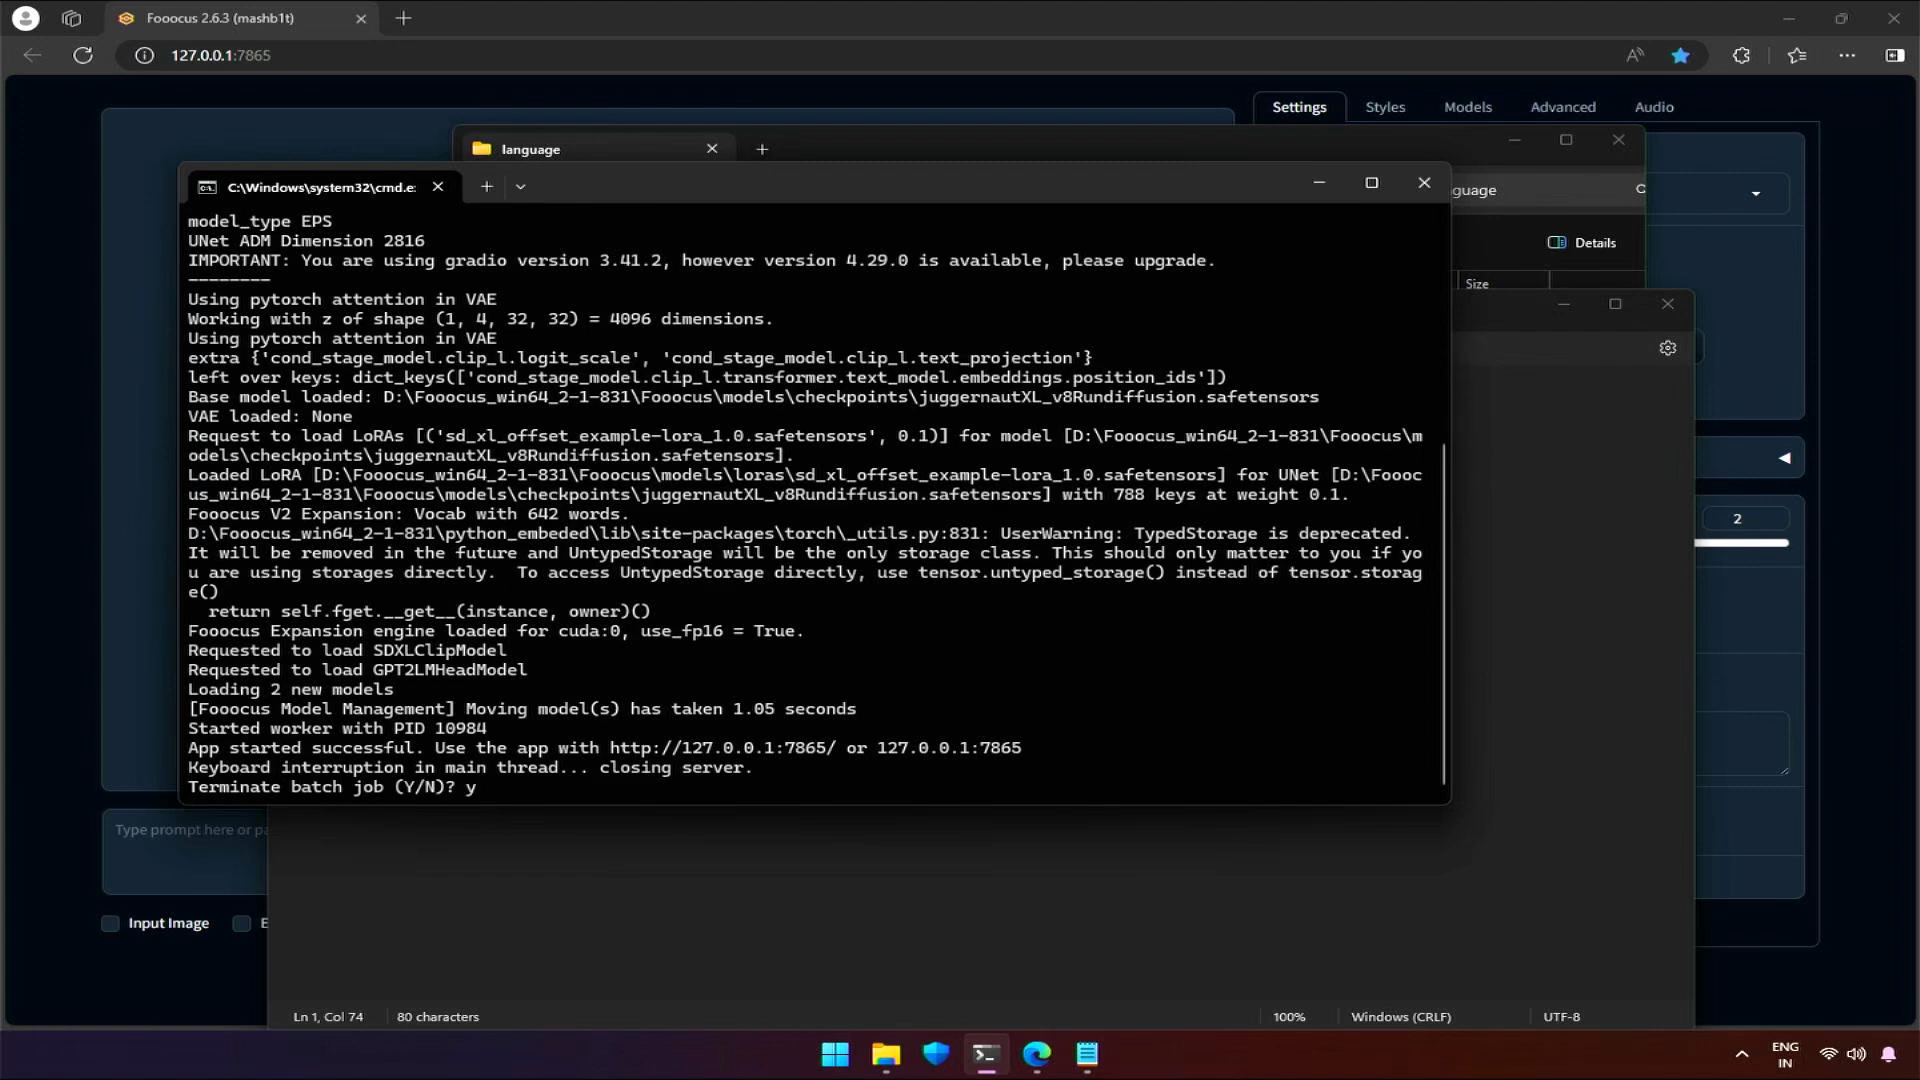 Fooocus 2.6.3 (mashb1t)
127.0.0.1:7865
Settings Styles Models Advanced Audio
language
C:\Windows\system32\cmd.e:
guage
Details
Size
model_type EPS
UNet ADM Dimension 2816
IMPORTANT: You are using gradio version 3.41.2, however version 4.29.0 is available, please upgrade.
--------
Using pytorch attention in VAE
Working with z of shape (1, 4, 32, 32) = 4096 dimensions.
Using pytorch attention in VAE
extra {'cond_stage_model.clip_l.logit_scale', 'cond_stage_model.clip_l.text_projection'}
left over keys: dict_keys(['cond_stage_model.clip_l.transformer.text_model.embeddings.position_ids'])
Base model loaded: D:\Fooocus_win64_2-1-831\Fooocus\models\checkpoints\juggernautXL_v8Rundiffusion.safetensors
VAE loaded: None
Request to load LoRAs [('sd_xl_offset_example-lora_1.0.safetensors', 0.1)] for model [D:\Fooocus_win64_2-1-831\Fooocus\m
odels\checkpoints\juggernautXL_v8Rundiffusion.safetensors].
Loaded LoRA [D:\Fooocus_win64_2-1-831\Fooocus\models\loras\sd_xl_offset_example-lora_1.0.safetensors] for UNet [D:\Foooc
us_win64_2-1-831\Fooocus\models\checkpoints\juggernautXL_v8Rundiffusion.safetensors] with 788 keys at weight 0.1.
Fooocus V2 Expansion: Vocab with 642 words.
D:\Fooocus_win64_2-1-831\python_embeded\lib\site-packages\torch\_utils.py:831: UserWarning: TypedStorage is deprecated.
It will be removed in the future and UntypedStorage will be the only storage class. This should only matter to you if yo
u are using storages directly.  To access UntypedStorage directly, use tensor.untyped_storage() instead of tensor.storag
e()
  return self.fget.__get__(instance, owner)()
Fooocus Expansion engine loaded for cuda:0, use_fp16 = True.
Requested to load SDXLClipModel
Requested to load GPT2LMHeadModel
Loading 2 new models
[Fooocus Model Management] Moving model(s) has taken 1.05 seconds
Started worker with PID 10984
App started successful. Use the app with http://127.0.0.1:7865/ or 127.0.0.1:7865
Keyboard interruption in main thread... closing server.
Terminate batch job (Y/N)? y
2
Type prompt here or pa
Input Image E
Ln 1, Col 74 80 characters 100% Windows (CRLF) UTF-8
ENG
IN